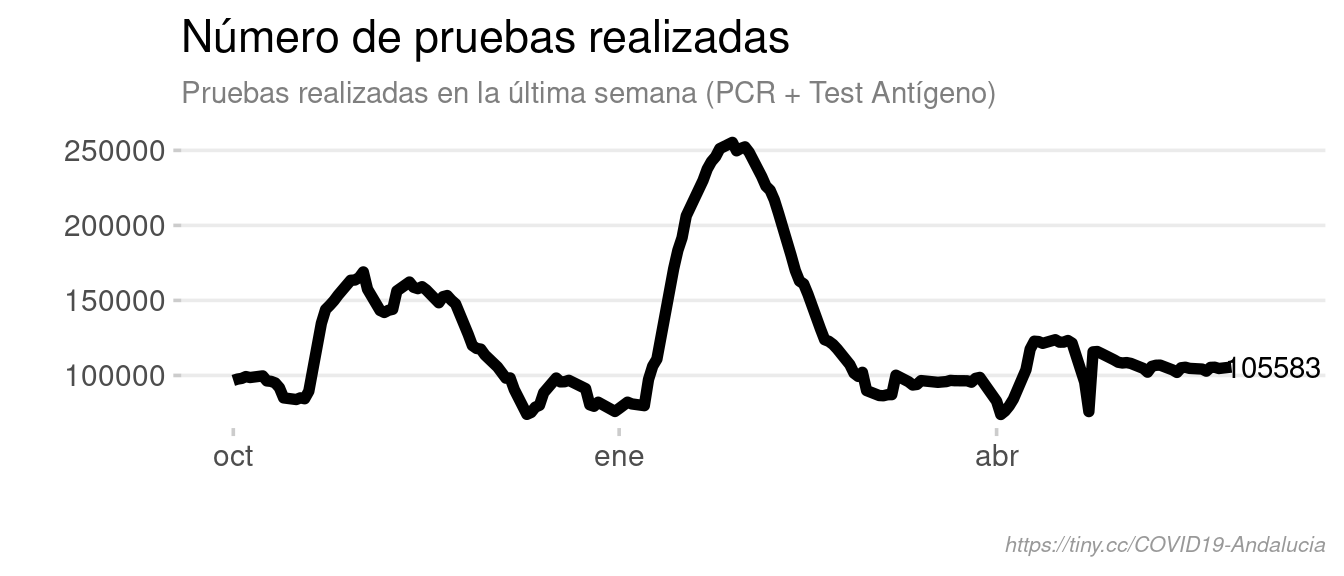 Número de pruebas realizadas
Pruebas realizadas en la última semana (PCR + Test Antígeno)
250000
200000
150000
100000
105583
oct ene abr
https://tiny.cc/COVID19-Andalucia